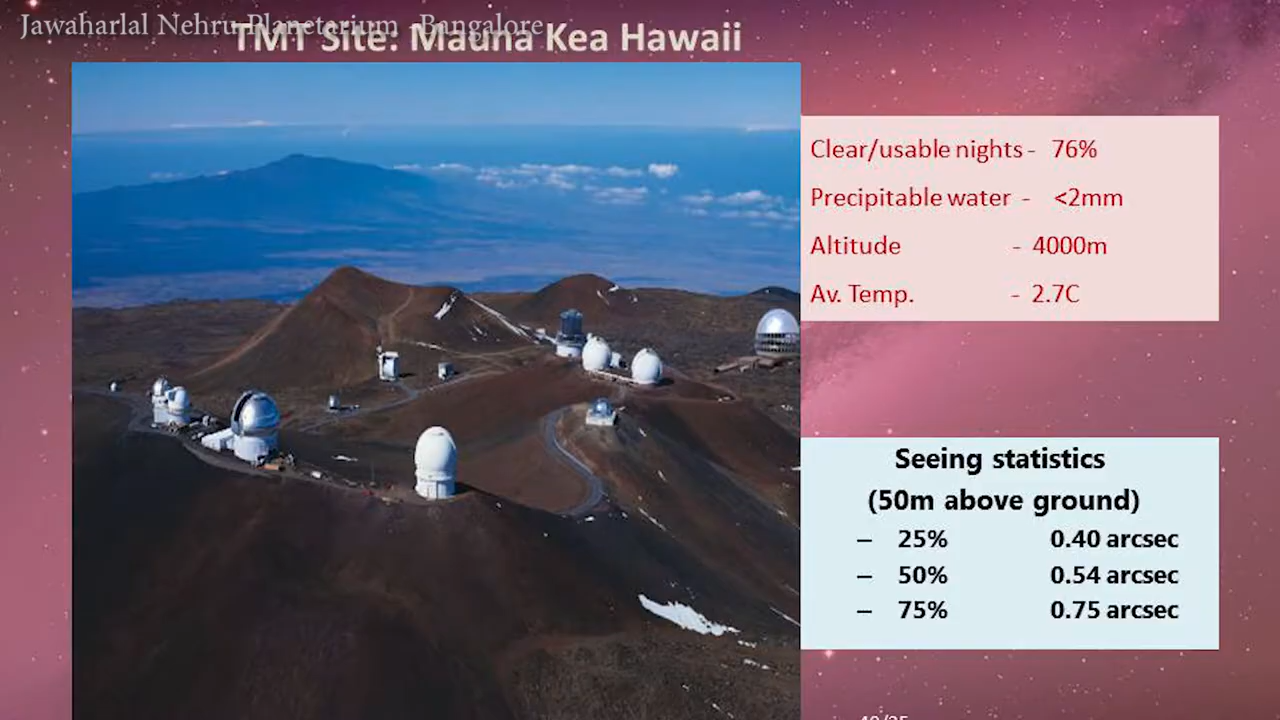 Jawaharlal Nehru Planetarium - Bangalore
TMT Site: Mauna Kea Hawaii
Clear/usable nights - 76%
Precipitable water - <2mm
Altitude - 4000m
Av. Temp. - 2.7C
Seeing statistics
(50m above ground)
– 25% 0.40 arcsec
– 50% 0.54 arcsec
– 75% 0.75 arcsec